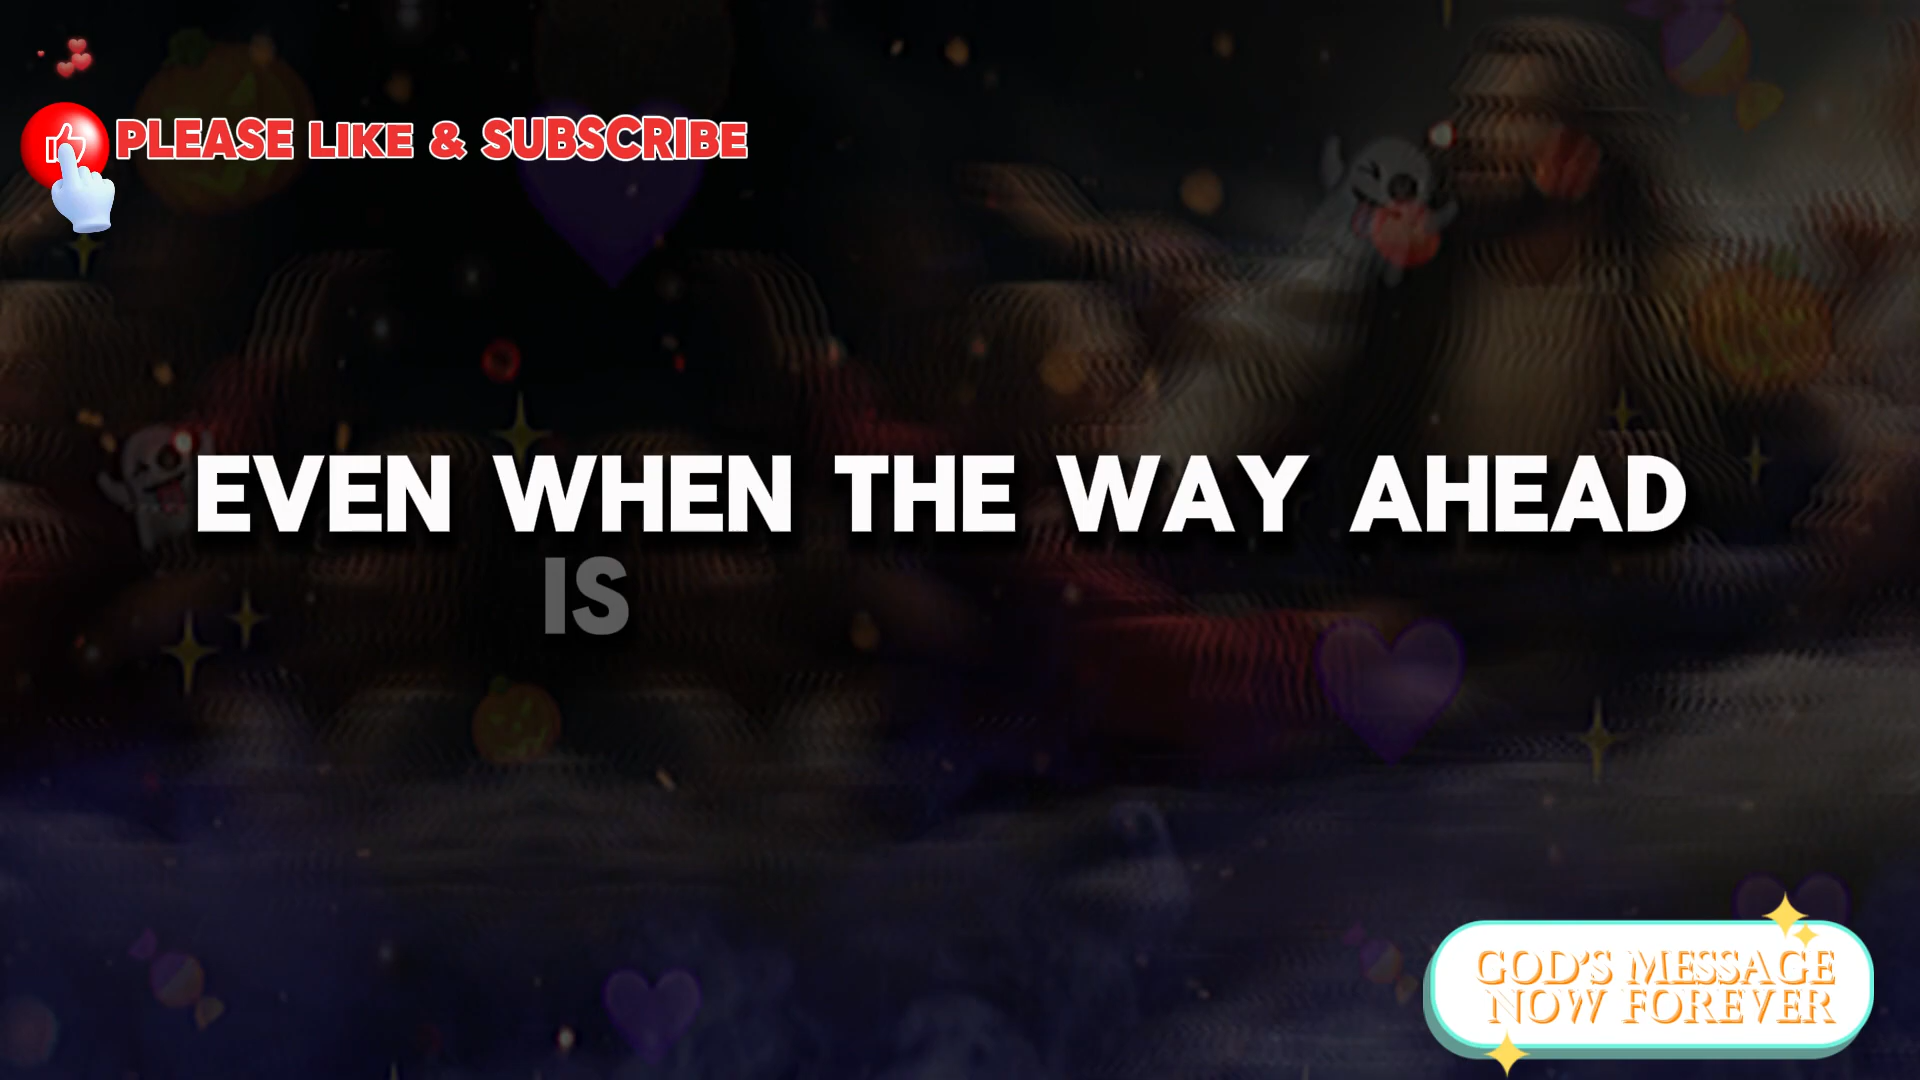 PLEASE LIKE & SUBSCRIBE
EVEN WHEN THE WAY AHEAD
IS
GOD'S MESSAGE
NOW FOREVER